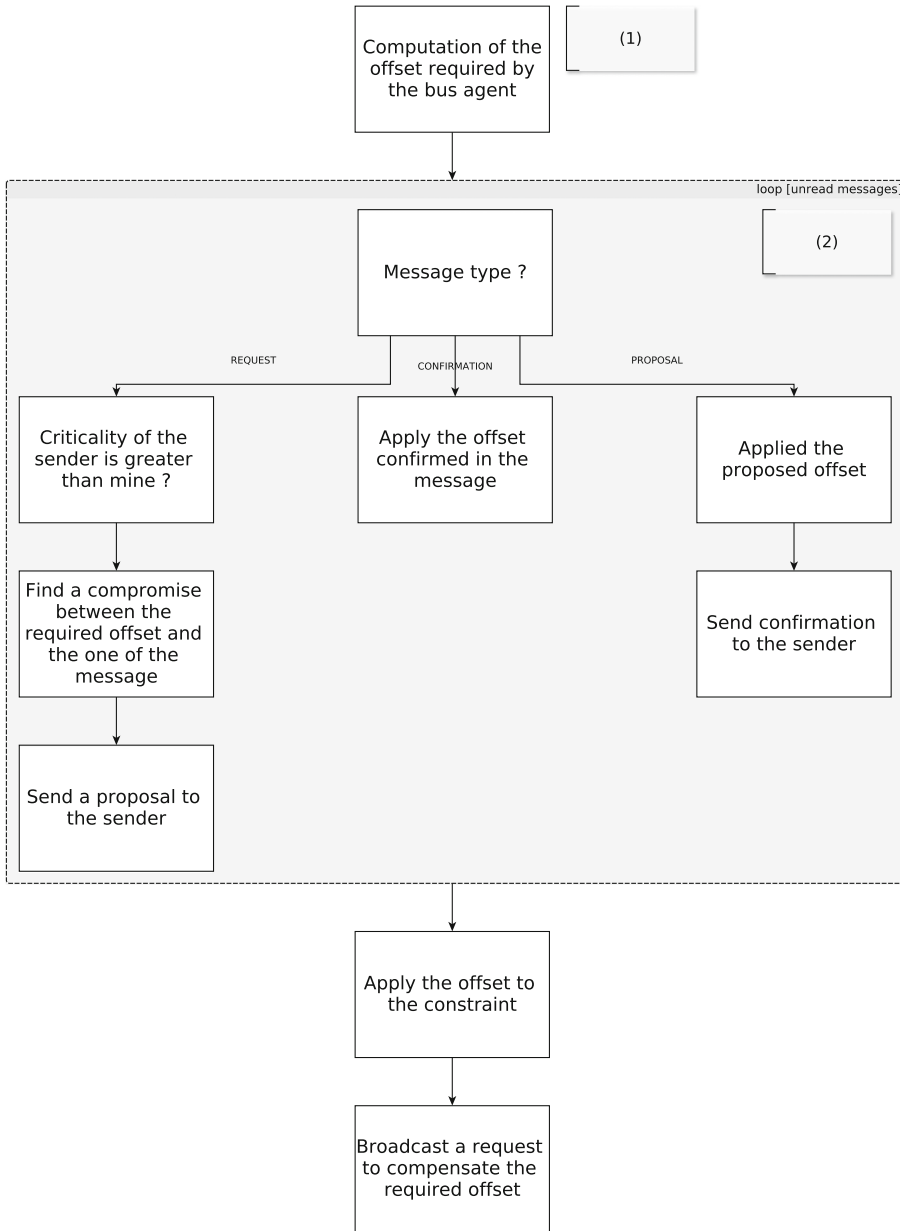 Computation of the
offset required by
the bus agent
(1)
loop [unread messages]
Message type ?
(2)
REQUEST
CONFIRMATION
PROPOSAL
Criticality of the
sender is greater
than mine ?
Apply the offset
confirmed in the
message
Applied the
proposed offset
Find a compromise
between the
required offset and
the one of the
message
Send confirmation
to the sender
Send a proposal to
the sender
Apply the offset to
the constraint
Broadcast a request
to compensate the
required offset